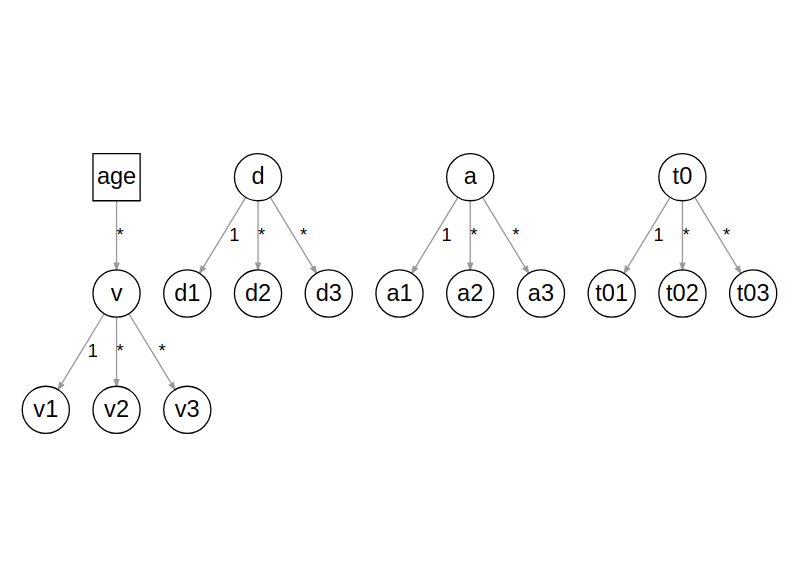 age d a t0
* 1 * * 1 * * 1 * *
v d1 d2 d3 a1 a2 a3 t01 t02 t03
1 * *
v1 v2 v3